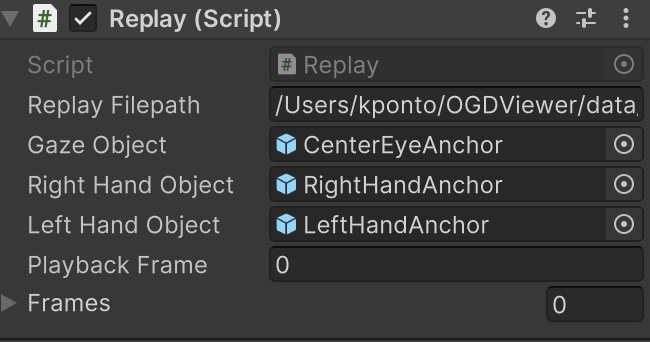 # Replay (Script)
Script # Replay
Replay Filepath /Users/kponto/OGDViewer/data
Gaze Object CenterEyeAnchor
Right Hand Object RightHandAnchor
Left Hand Object LeftHandAnchor
Playback Frame 0
Frames 0